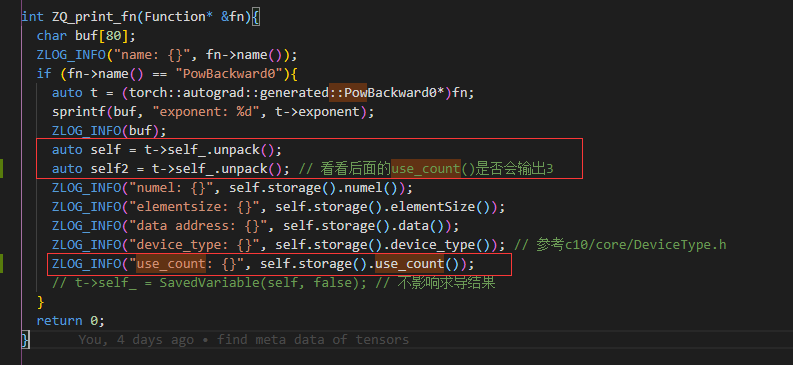 int ZQ_print_fn(Function* &fn){
char buf[80];
ZLOG_INFO("name: {}", fn->name());
if (fn->name() == "PowBackward0"){
auto t = (torch::autograd::generated::PowBackward0*)fn;
sprintf(buf, "exponent: %d", t->exponent);
ZLOG_INFO(buf);
auto self = t->self_.unpack();
auto self2 = t->self_.unpack(); // 看看后面的use_count()是否会输出3
ZLOG_INFO("numel: {}", self.storage().numel());
ZLOG_INFO("elementsize: {}", self.storage().elementSize());
ZLOG_INFO("data address: {}", self.storage().data());
ZLOG_INFO("device_type: {}", self.storage().device_type()); // 参考c10/core/DeviceType.h
ZLOG_INFO("use_count: {}", self.storage().use_count());
// t->self_ = SavedVariable(self, false); // 不影响求导结果
}
return 0;
}
You, 4 days ago • find meta data of tensors